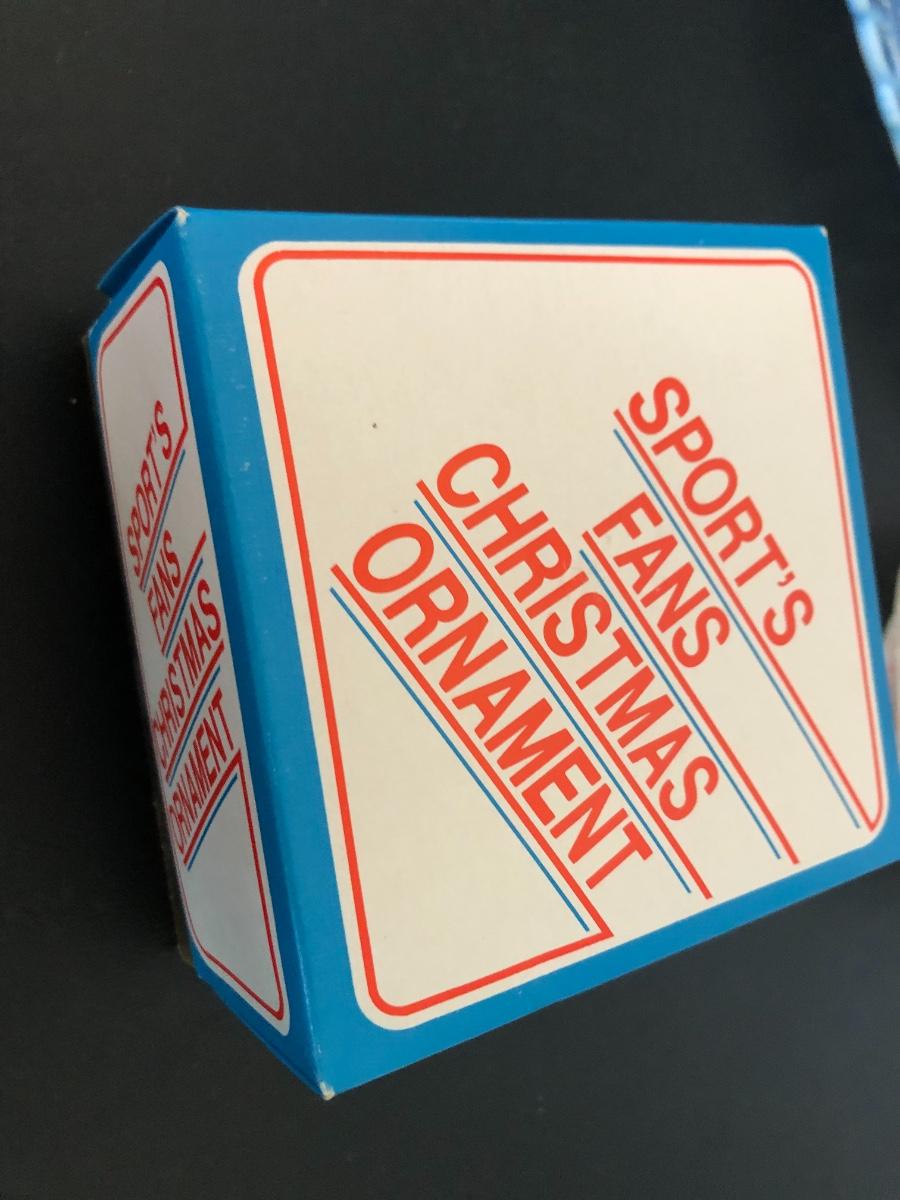 SPORT'S
FANS
CHRISTMAS
ORNAMENT
SPORT'S
FANS
CHRISTMAS
ORNAMENT